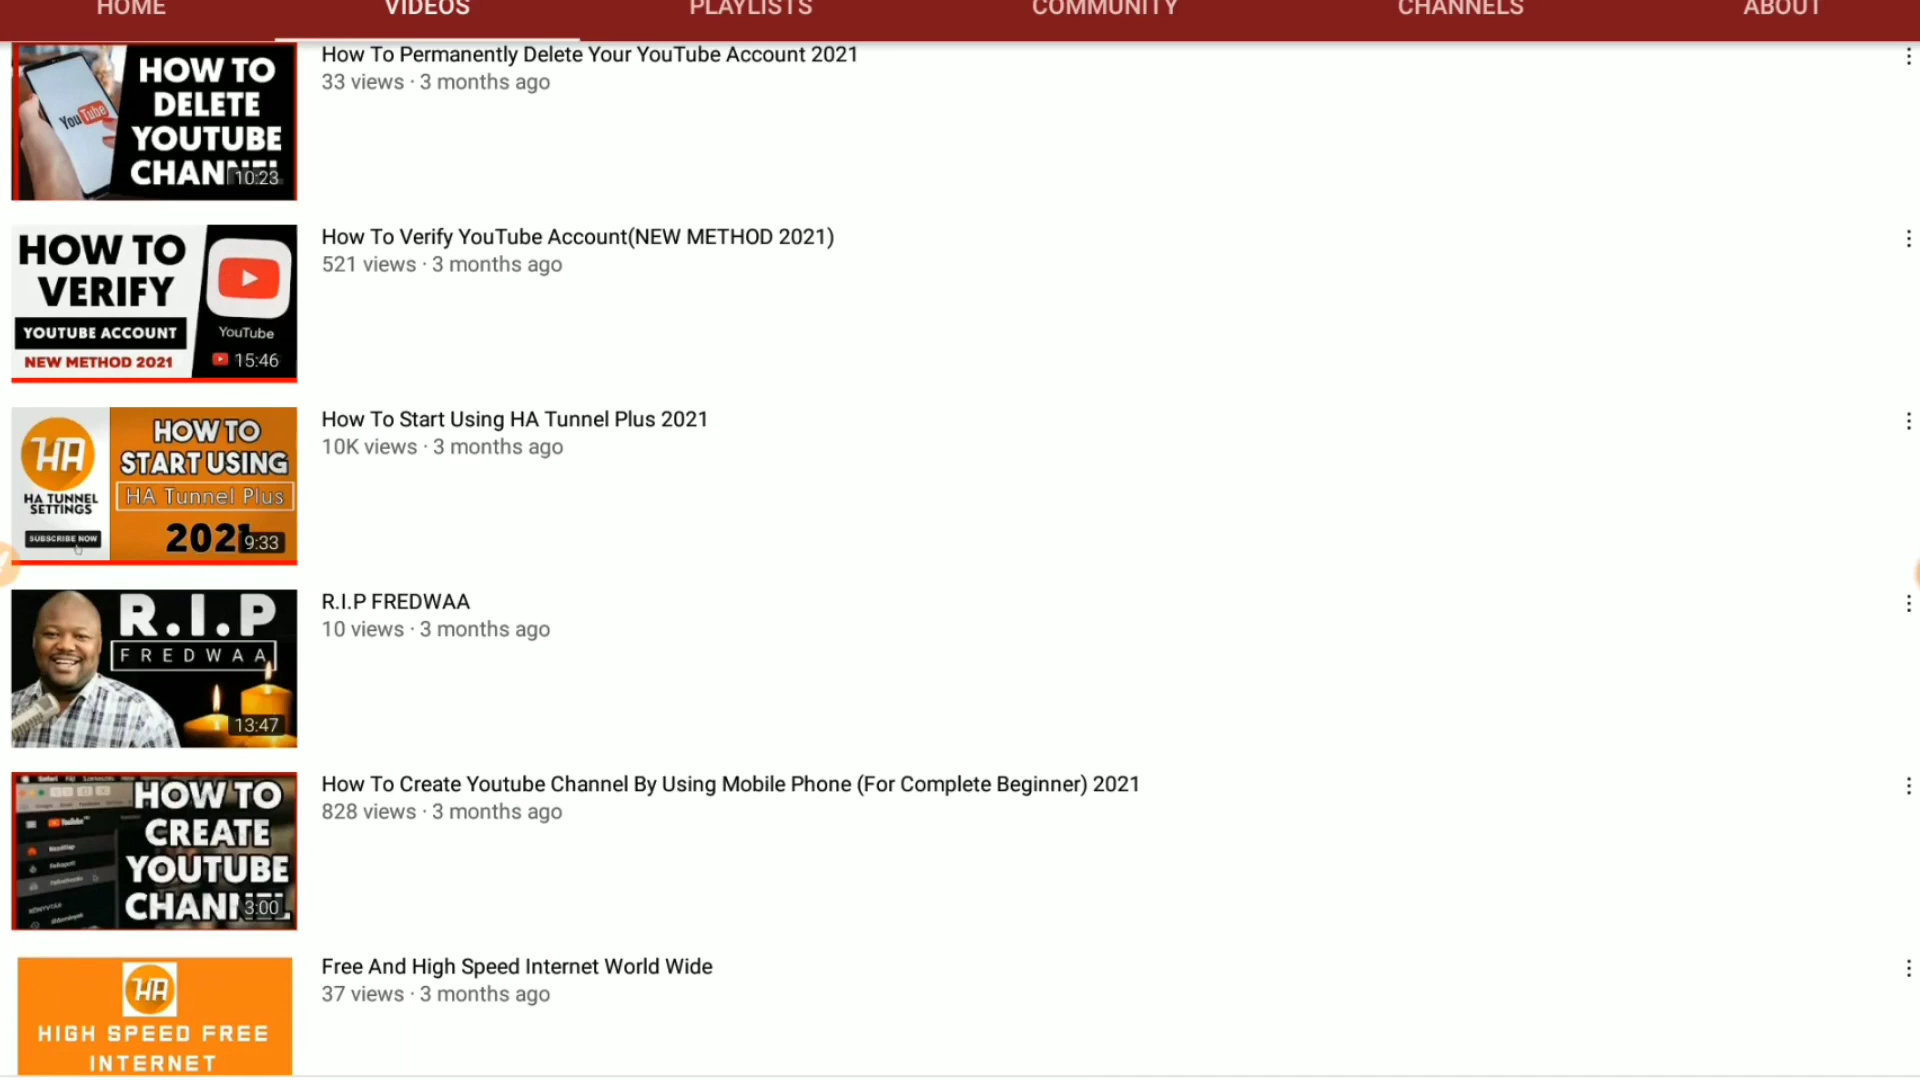 HOME VIDEOS PLAYLISTS COMMUNITY CHANNELS ABOUT
HOW TO
DELETE
YOUTUBE
YouTube
10:23
How To Permanently Delete Your YouTube Account 2021
33 views · 3 months ago
HOW TO
VERIFY
YOUTUBE ACCOUNT
NEW METHOD 2021
YouTube
15:46
How To Verify YouTube Account(NEW METHOD 2021)
521 views · 3 months ago
HA
HA TUNNEL
SETTINGS
SUBSCRIBE NOW
HOW TO
START USING
HA Tunnel Plus
2021
9:33
How To Start Using HA Tunnel Plus 2021
10K views · 3 months ago
R.I.P
FREDWAA
13:47
R.I.P FREDWAA
10 views · 3 months ago
HOW TO
CREATE
YOUTUBE
3:00
How To Create Youtube Channel By Using Mobile Phone (For Complete Beginner) 2021
828 views · 3 months ago
HA
HIGH SPEED FREE
INTERNET
Free And High Speed Internet World Wide
37 views · 3 months ago